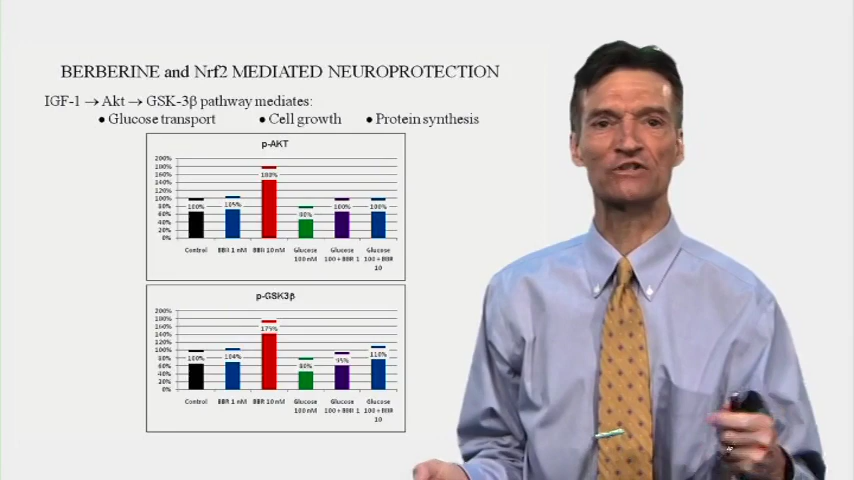 BERBERINE and Nrf2 MEDIATED NEUROPROTECTION
IGF-1 → Akt → GSK-3β pathway mediates:
● Glucose transport ● Cell growth ● Protein synthesis
p-AKT
200%
180%
160%
140%
120%
100%
80%
60%
40%
20%
0%
100% 105% 180% 80% 100% 100%
Control BBR 1 nM BBR 10 nM Glucose 100 nM Glucose 100 + BBR 1 Glucose 100 + BBR 10
p-GSK3β
200%
180%
160%
140%
120%
100%
80%
60%
40%
20%
0%
100% 104% 175% 80% 95% 110%
Control BBR 1 nM BBR 10 nM Glucose 100 nM Glucose 100 + BBR 1 Glucose 100 + BBR 10